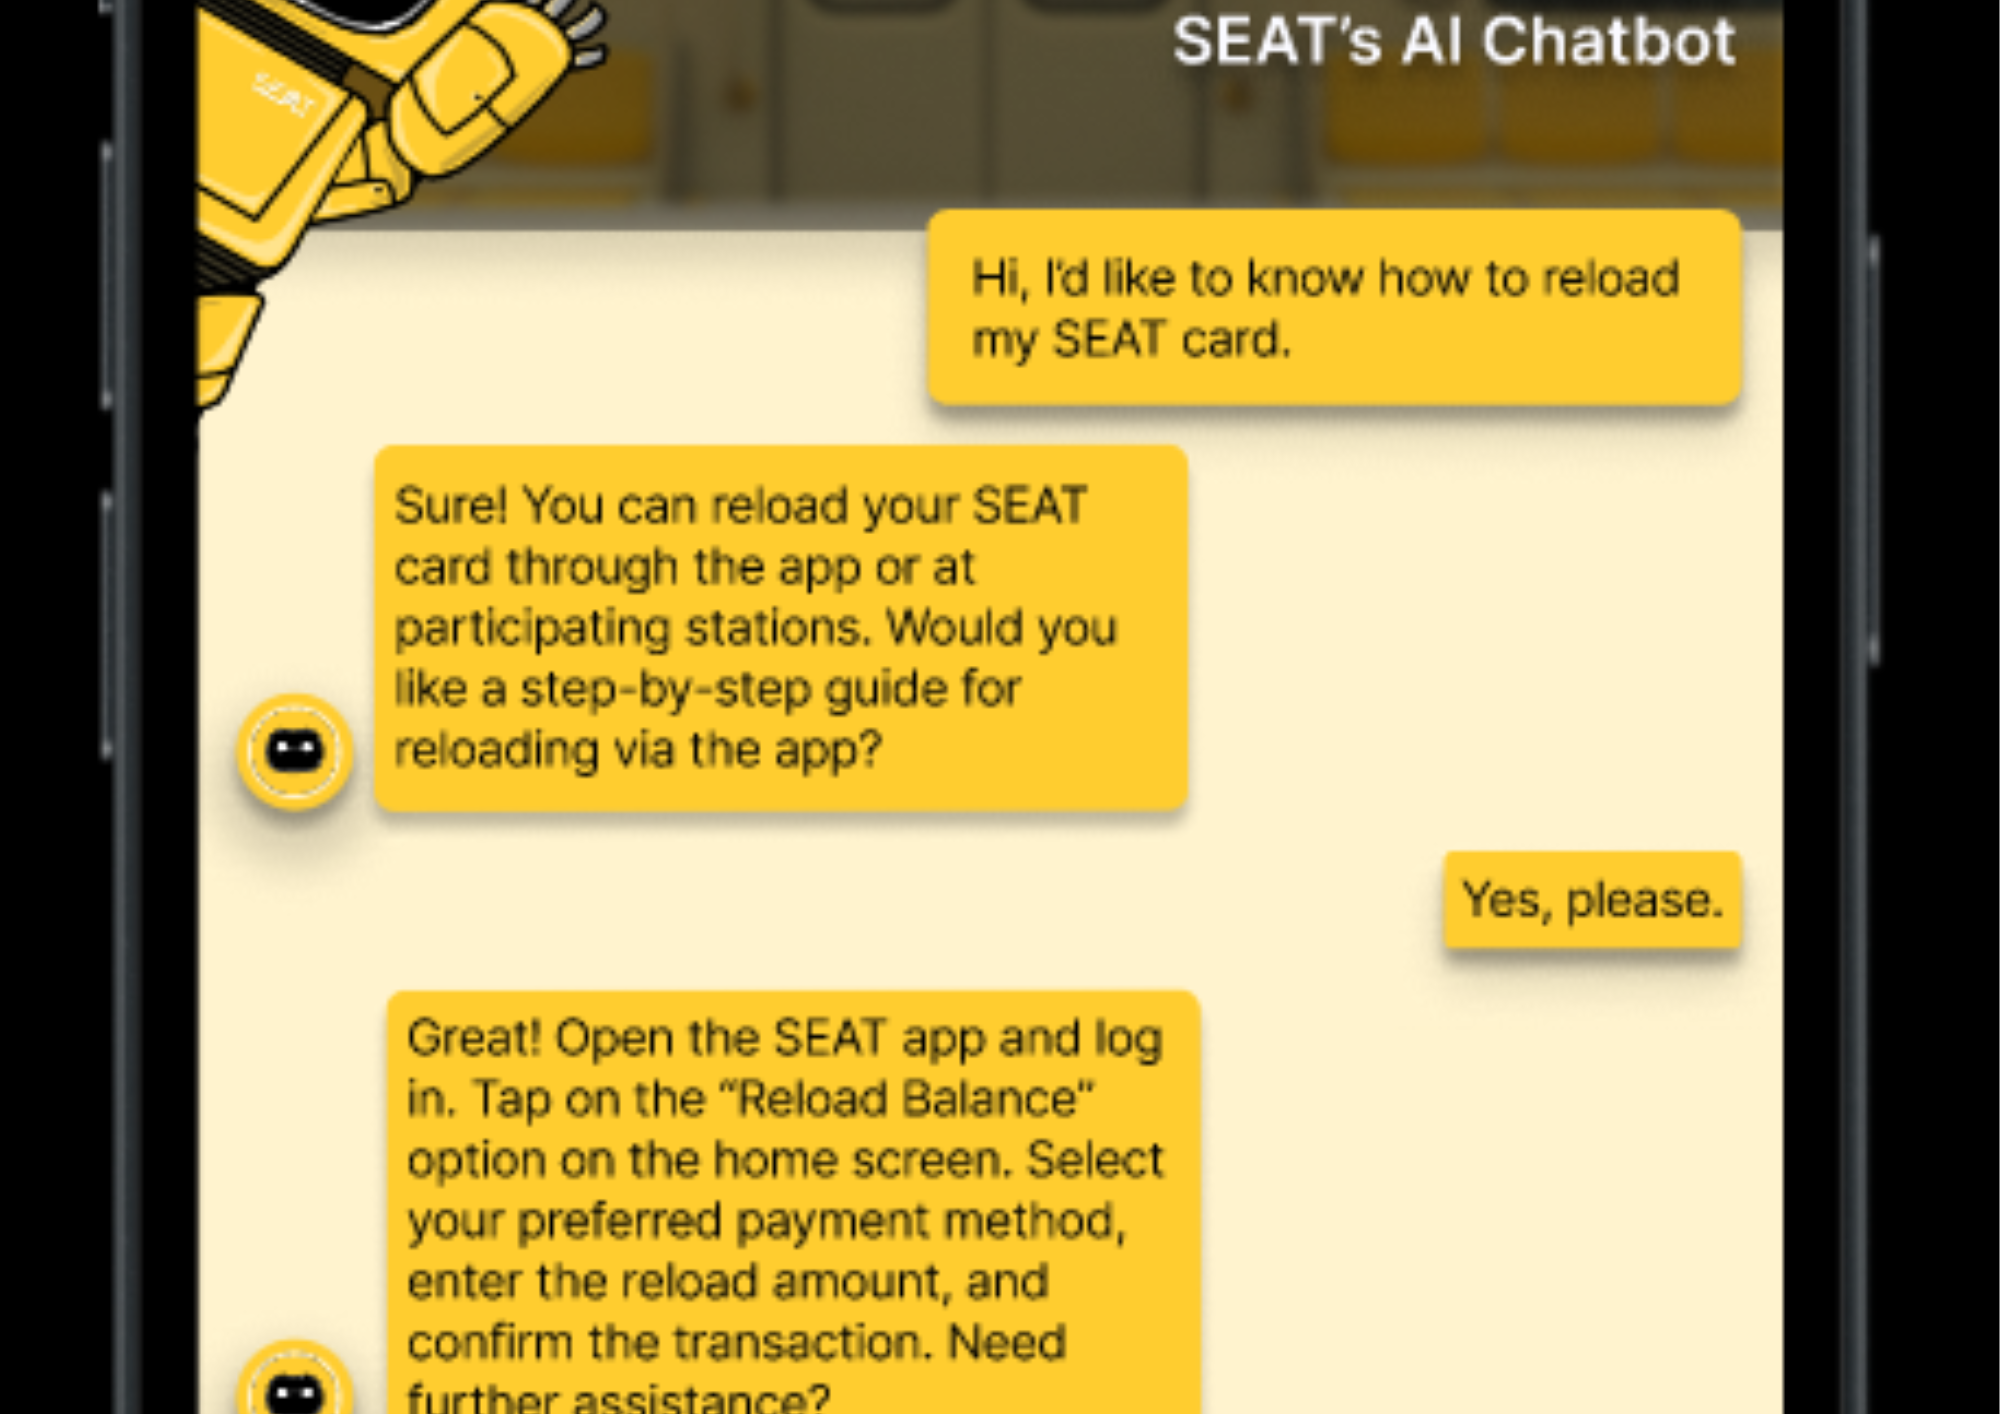 SEAT’s AI Chatbot
SEAT
Hi, I’d like to know how to reload
my SEAT card.
Sure! You can reload your SEAT
card through the app or at
participating stations. Would you
like a step-by-step guide for
reloading via the app?
Yes, please.
Great! Open the SEAT app and log
in. Tap on the “Reload Balance”
option on the home screen. Select
your preferred payment method,
enter the reload amount, and
confirm the transaction. Need
further assistance?